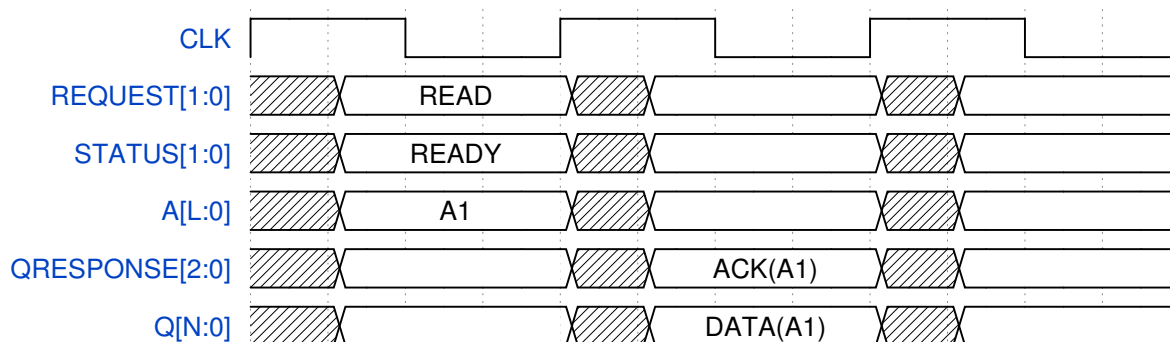 CLK
REQUEST[1:0] READ
STATUS[1:0] READY
A[L:0] A1
QRESPONSE[2:0] ACK(A1)
Q[N:0] DATA(A1)